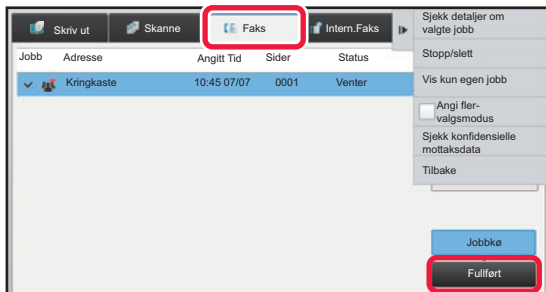 Skriv ut
Skanne
Faks
Intern.Faks
Jobb Adresse Angitt Tid Sider Status
Kringkaste 10:45 07/07 0001 Venter
Sjekk detaljer om
valgte jobb
Stopp/slett
Vis kun egen jobb
Angi fler-
valgsmodus
Sjekk konfidensielle
mottaksdata
Tilbake
Jobbkø
Fullført